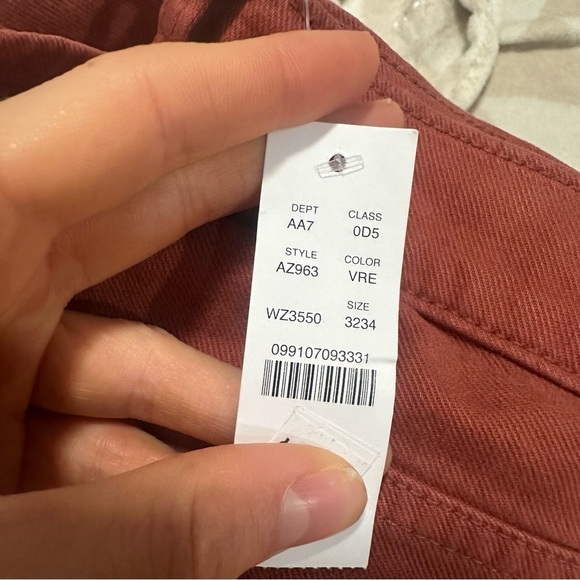 DEPT CLASS
AA7 0D5
STYLE COLOR
AZ963 VRE
SIZE
WZ3550 3234
099107093331